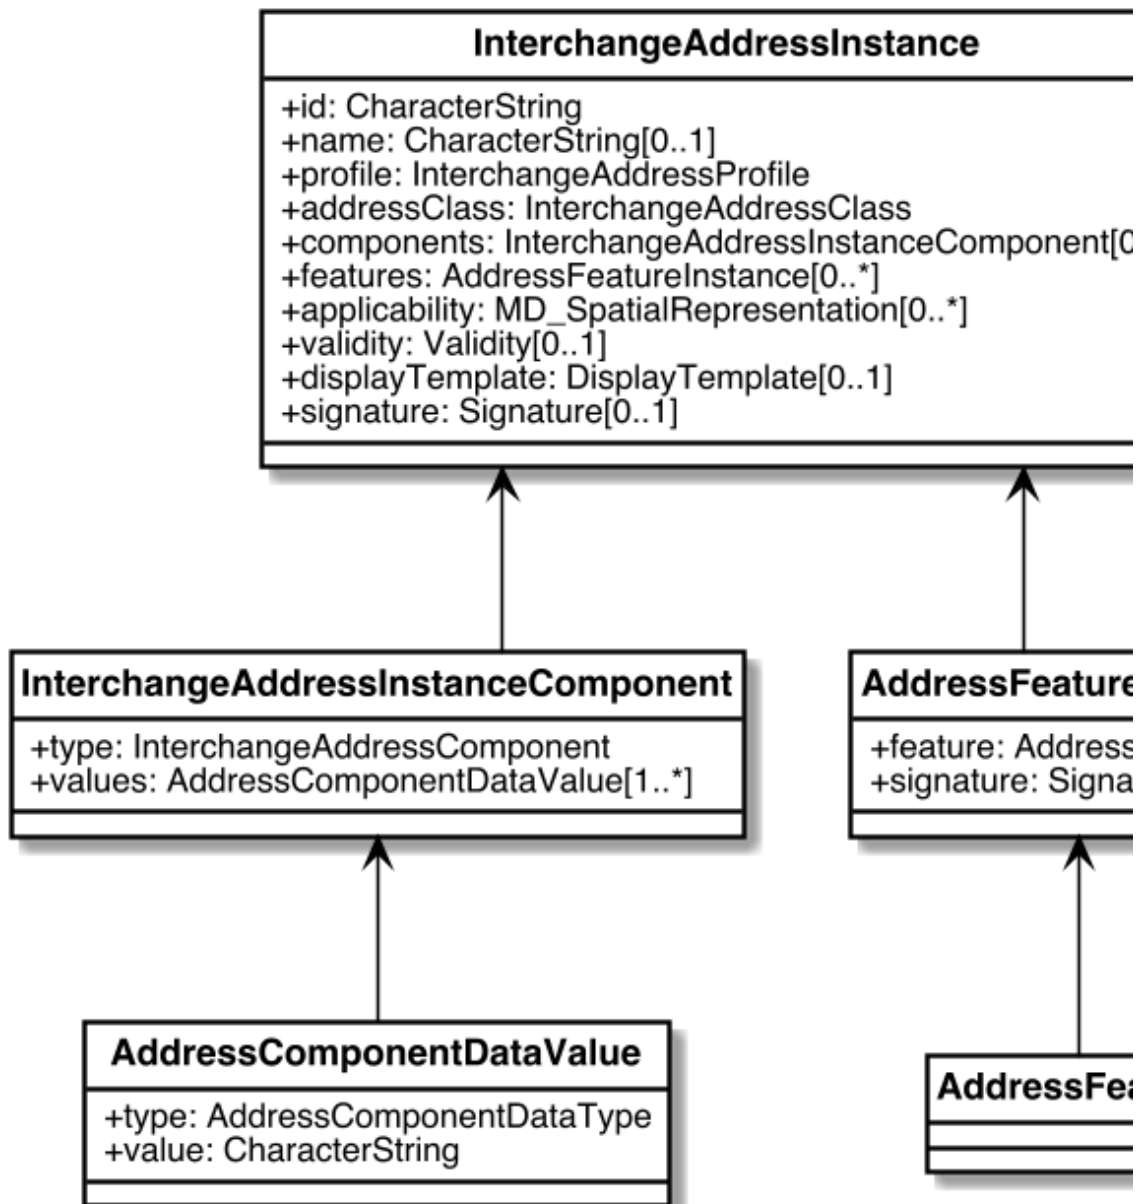 InterchangeAddressInstance
+id: CharacterString
+name: CharacterString[0..1]
+profile: InterchangeAddressProfile
+addressClass: InterchangeAddressClass
+components: InterchangeAddressInstanceComponent[0
+features: AddressFeatureInstance[0..*]
+applicability: MD_SpatialRepresentation[0..*]
+validity: Validity[0..1]
+displayTemplate: DisplayTemplate[0..1]
+signature: Signature[0..1]
InterchangeAddressInstanceComponent
+type: InterchangeAddressComponent
+values: AddressComponentDataValue[1..*]
AddressFeature
+feature: Address
+signature: Signa
AddressComponentDataValue
+type: AddressComponentDataType
+value: CharacterString
AddressFea